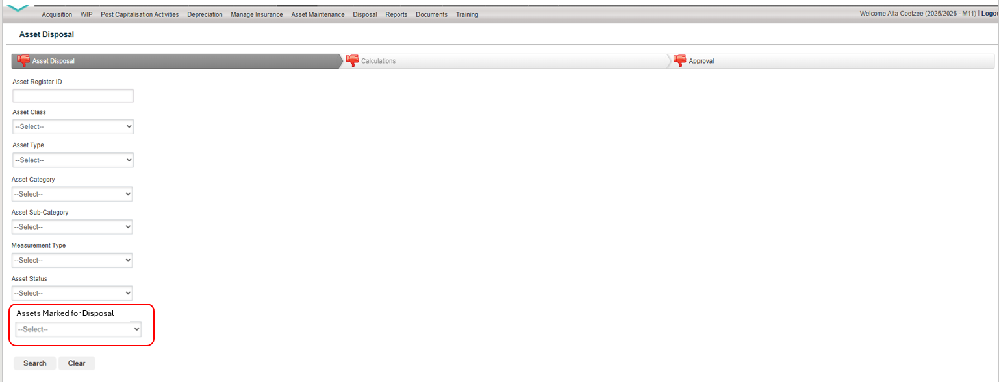 Acquisition WIP Post Capitalisation Activities Depreciation Manage Insurance Asset Maintenance Disposal Reports Documents Training Welcome Alta Coetzee (2025/2026 - M11) | Logou
Asset Disposal
Asset Disposal Calculations Approval
Asset Register ID
Asset Class
--Select--
Asset Type
--Select--
Asset Category
--Select--
Asset Sub-Category
--Select--
Measurement Type
--Select--
Asset Status
--Select--
Assets Marked for Disposal
--Select--
Search Clear